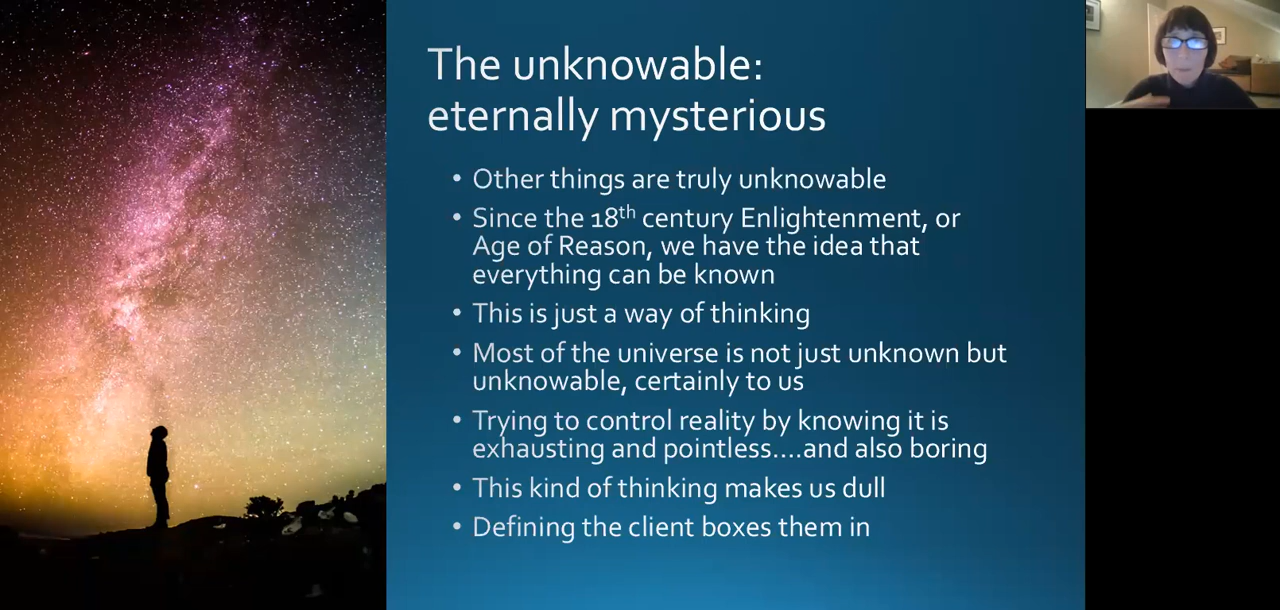 The unknowable:
eternally mysterious
• Other things are truly unknowable
• Since the 18th century Enlightenment, or
Age of Reason, we have the idea that
everything can be known
• This is just a way of thinking
• Most of the universe is not just unknown but
unknowable, certainly to us
• Trying to control reality by knowing it is
exhausting and pointless....and also boring
• This kind of thinking makes us dull
• Defining the client boxes them in